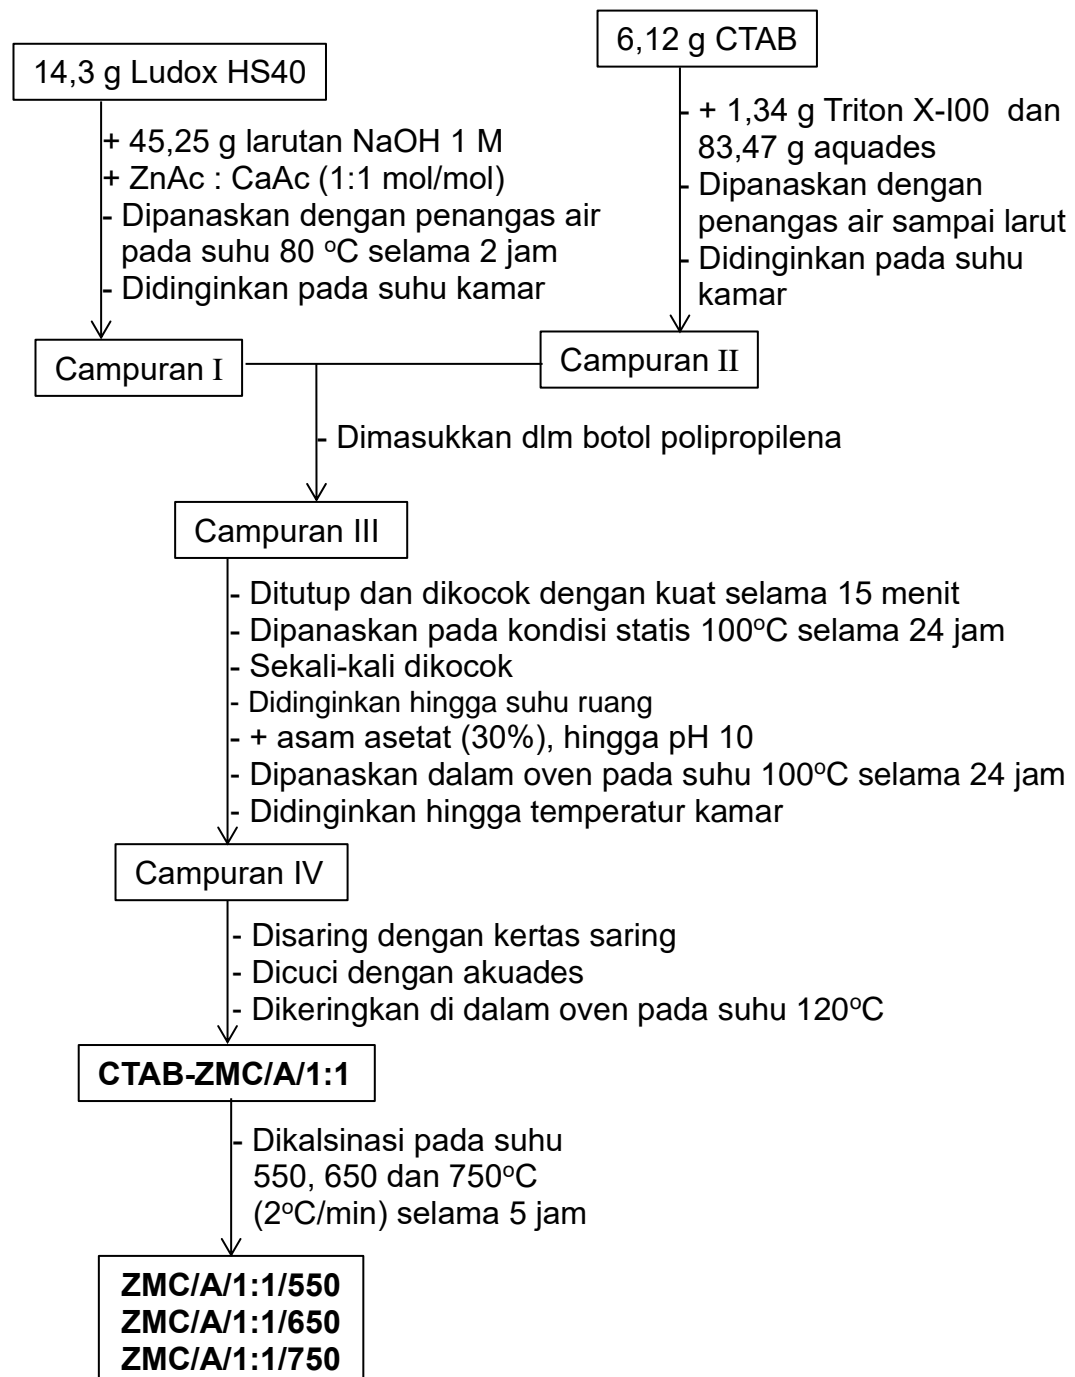 14,3 g Ludox HS40
+ 45,25 g larutan NaOH 1 M
+ ZnAc : CaAc (1:1 mol/mol)
- Dipanaskan dengan penangas air
pada suhu 80 °C selama 2 jam
- Didinginkan pada suhu kamar
Campuran I
6,12 g CTAB
- + 1,34 g Triton X-I00 dan
83,47 g aquades
- Dipanaskan dengan
penangas air sampai larut
- Didinginkan pada suhu
kamar
Campuran II
- Dimasukkan dlm botol polipropilena
Campuran III
- Ditutup dan dikocok dengan kuat selama 15 menit
- Dipanaskan pada kondisi statis 100°C selama 24 jam
- Sekali-kali dikocok
- Didinginkan hingga suhu ruang
- + asam asetat (30%), hingga pH 10
- Dipanaskan dalam oven pada suhu 100°C selama 24 jam
- Didinginkan hingga temperatur kamar
Campuran IV
- Disaring dengan kertas saring
- Dicuci dengan akuades
- Dikeringkan di dalam oven pada suhu 120°C
CTAB-ZMC/A/1:1
- Dikalsinasi pada suhu
550, 650 dan 750°C
(2°C/min) selama 5 jam
ZMC/A/1:1/550
ZMC/A/1:1/650
ZMC/A/1:1/750